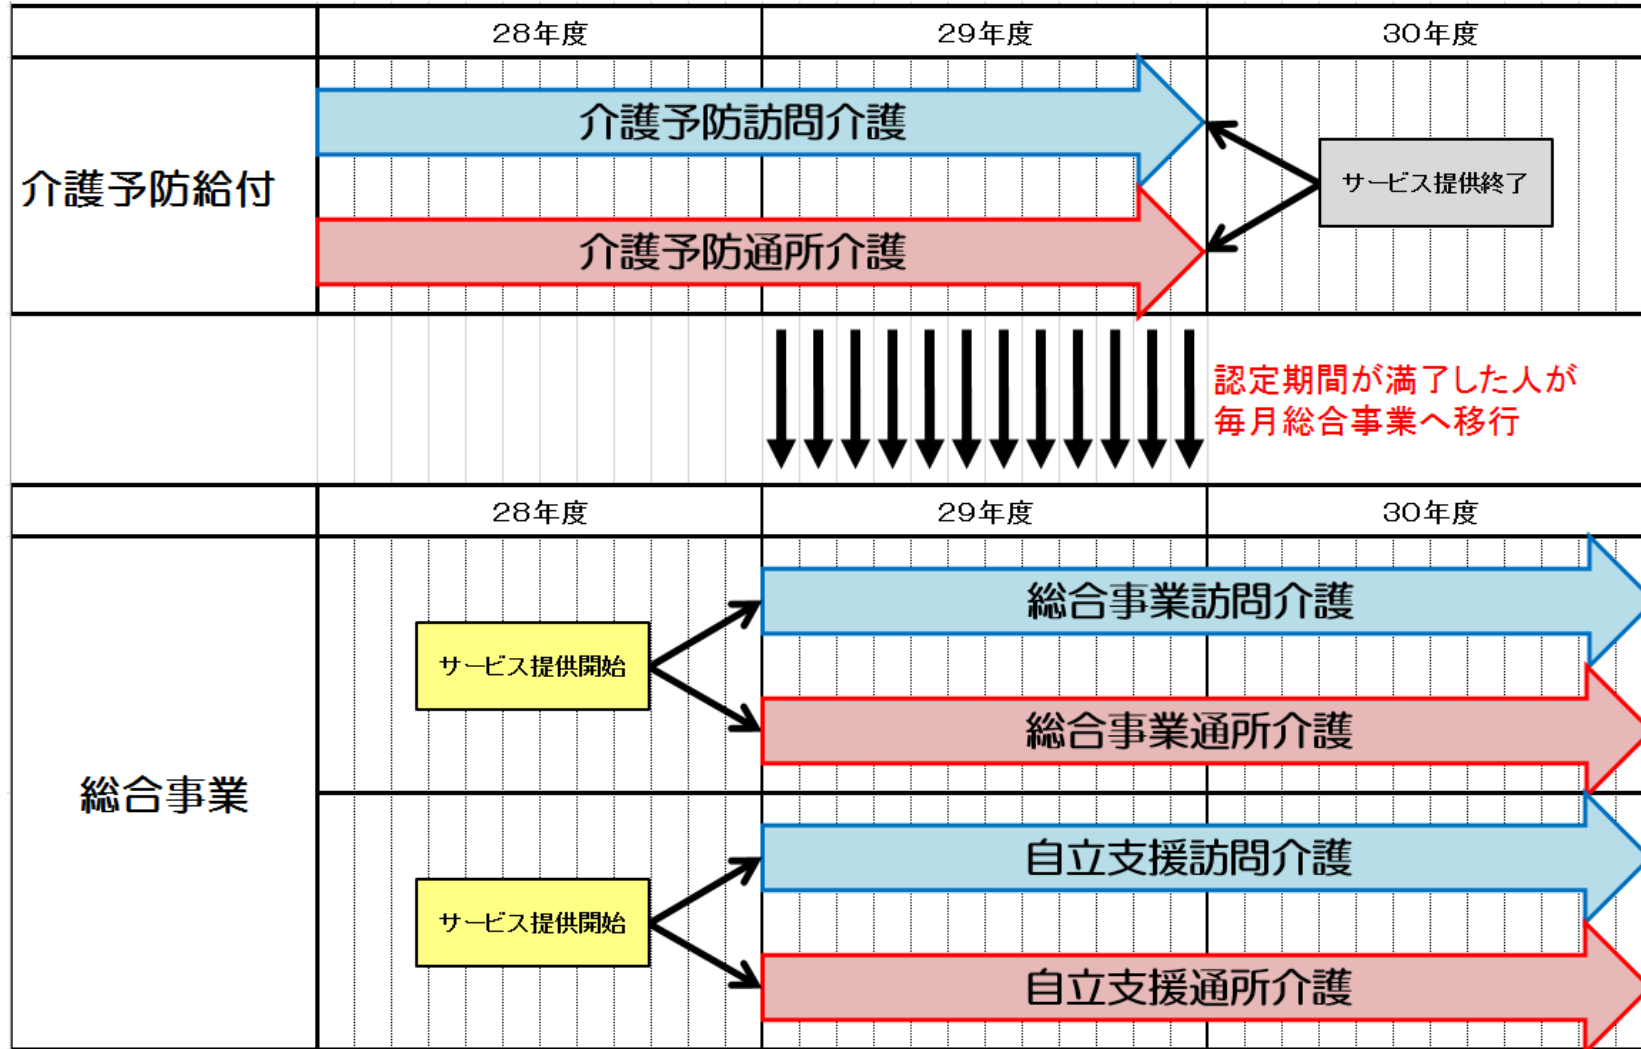 28年度
29年度
30年度
介護予防給付
介護予防訪問介護
サービス提供終了
介護予防通所介護
認定期間が満了した人が
毎月総合事業へ移行
28年度
29年度
30年度
総合事業
総合事業訪問介護
サービス提供開始
総合事業通所介護
自立支援訪問介護
サービス提供開始
自立支援通所介護